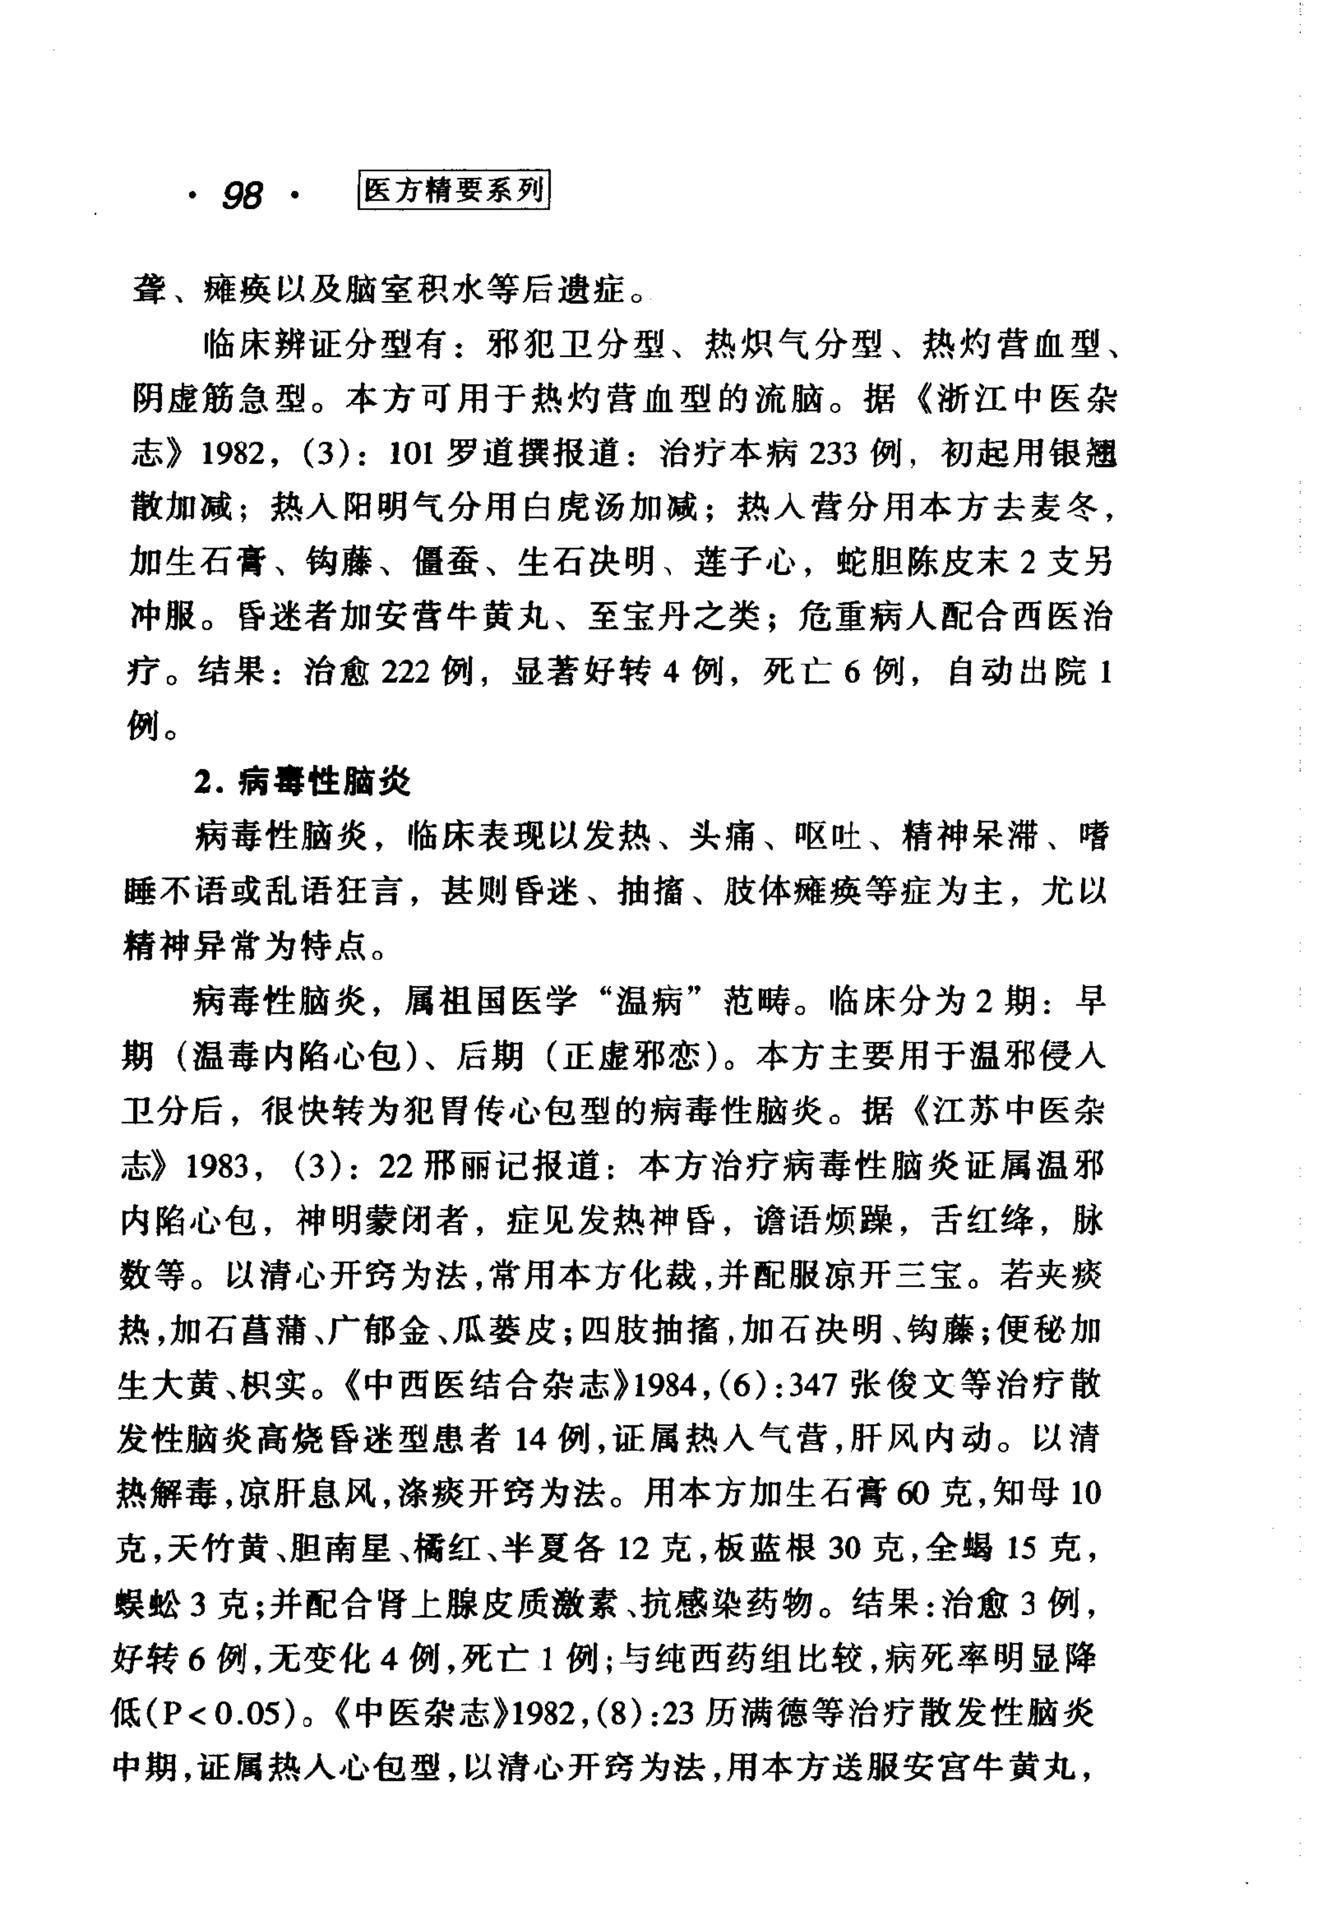 · 98 · 医方精要系列
聋、瘫痪以及脑室积水等后遗症。
临床辨证分型有：邪犯卫分型、热炽气分型、热灼营血型、
阴虚筋急型。本方可用于热灼营血型的流脑。据《浙江中医杂
志》1982，(3)：101 罗道撰报道：治疗本病 233 例，初起用银翘
散加减；热入阳明气分用白虎汤加减；热入营分用本方去麦冬，
加生石膏、钩藤、僵蚕、生石决明、莲子心，蛇胆陈皮末 2 支另
冲服。昏迷者加安营牛黄丸、至宝丹之类；危重病人配合西医治
疗。结果：治愈 222 例，显著好转 4 例，死亡 6 例，自动出院 1
例。
2. 病毒性脑炎
病毒性脑炎，临床表现以发热、头痛、呕吐、精神呆滞、嗜
睡不语或乱语狂言，甚则昏迷、抽搐、肢体瘫痪等症为主，尤以
精神异常为特点。
病毒性脑炎，属祖国医学“温病”范畴。临床分为 2 期：早
期（温毒内陷心包）、后期（正虚邪恋）。本方主要用于温邪侵入
卫分后，很快转为犯胃传心包型的病毒性脑炎。据《江苏中医杂
志》1983，(3)：22 邢丽记报道：本方治疗病毒性脑炎证属温邪
内陷心包，神明蒙闭者，症见发热神昏，谵语烦躁，舌红绛，脉
数等。以清心开窍为法，常用本方化裁，并配服凉开三宝。若夹痰
热，加石菖蒲、广郁金、瓜蒌皮；四肢抽搐，加石决明、钩藤；便秘加
生大黄、枳实。《中西医结合杂志》1984，(6)：347 张俊文等治疗散
发性脑炎高烧昏迷型患者 14 例，证属热入气营，肝风内动。以清
热解毒，凉肝息风，涤痰开窍为法。用本方加生石膏 60 克，知母 10
克，天竹黄、胆南星、橘红、半夏各 12 克，板蓝根 30 克，全蝎 15 克，
蜈蚣 3 克；并配合肾上腺皮质激素、抗感染药物。结果：治愈 3 例，
好转 6 例，无变化 4 例，死亡 1 例；与纯西药组比较，病死率明显降
低（P<0.05）。《中医杂志》1982，(8)：23 历满德等治疗散发性脑炎
中期，证属热入心包型，以清心开窍为法，用本方送服安宫牛黄丸，